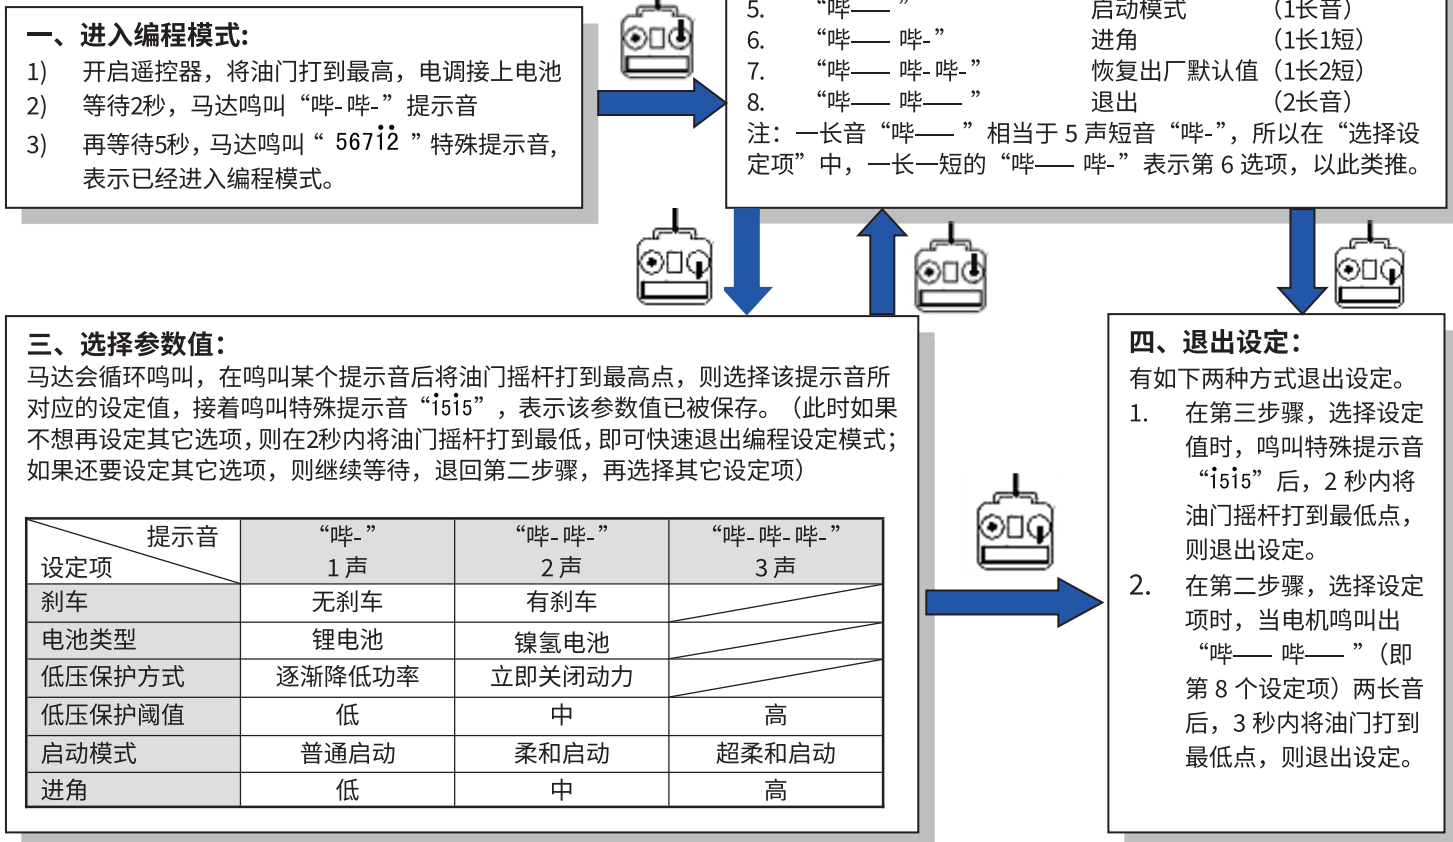 一、进入编程模式:
1) 开启遥控器，将油门打到最高，电调接上电池
2) 等待2秒，马达鸣叫“哔- 哔- ”提示音
3) 再等待5秒，马达鸣叫“ 567i̇2̇ ”特殊提示音，
表示已经进入编程模式。
5. “哔—— ” 启动模式 （1长音）
6. “哔—— 哔- ” 进角 （1长1短）
7. “哔—— 哔- 哔- ” 恢复出厂默认值（1长2短）
8. “哔—— 哔—— ” 退出 （2长音）
注：一长音“哔—— ”相当于 5 声短音“哔-”，所以在“选择设
定项”中，一长一短的“哔—— 哔- ”表示第 6 选项，以此类推。
三、选择参数值：
马达会循环鸣叫，在鸣叫某个提示音后将油门摇杆打到最高点，则选择该提示音所
对应的设定值，接着鸣叫特殊提示音“i̇5i̇5”，表示该参数值已被保存。（此时如果
不想再设定其它选项，则在2秒内将油门摇杆打到最低，即可快速退出编程设定模式；
如果还要设定其它选项，则继续等待，退回第二步骤，再选择其它设定项）
提示音 “哔- ” “哔- 哔- ” “哔- 哔- 哔- ”
设定项 1 声 2 声 3 声
刹车 无刹车 有刹车
电池类型 锂电池 镍氢电池
低压保护方式 逐渐降低功率 立即关闭动力
低压保护阈值 低 中 高
启动模式 普通启动 柔和启动 超柔和启动
进角 低 中 高
四、退出设定：
有如下两种方式退出设定。
1. 在第三步骤，选择设定
值时，鸣叫特殊提示音
“i̇5i̇5”后，2 秒内将
油门摇杆打到最低点，
则退出设定。
2. 在第二步骤，选择设定
项时，当电机鸣叫出
“哔—— 哔—— ”（即
第 8 个设定项）两长音
后，3 秒内将油门打到
最低点，则退出设定。